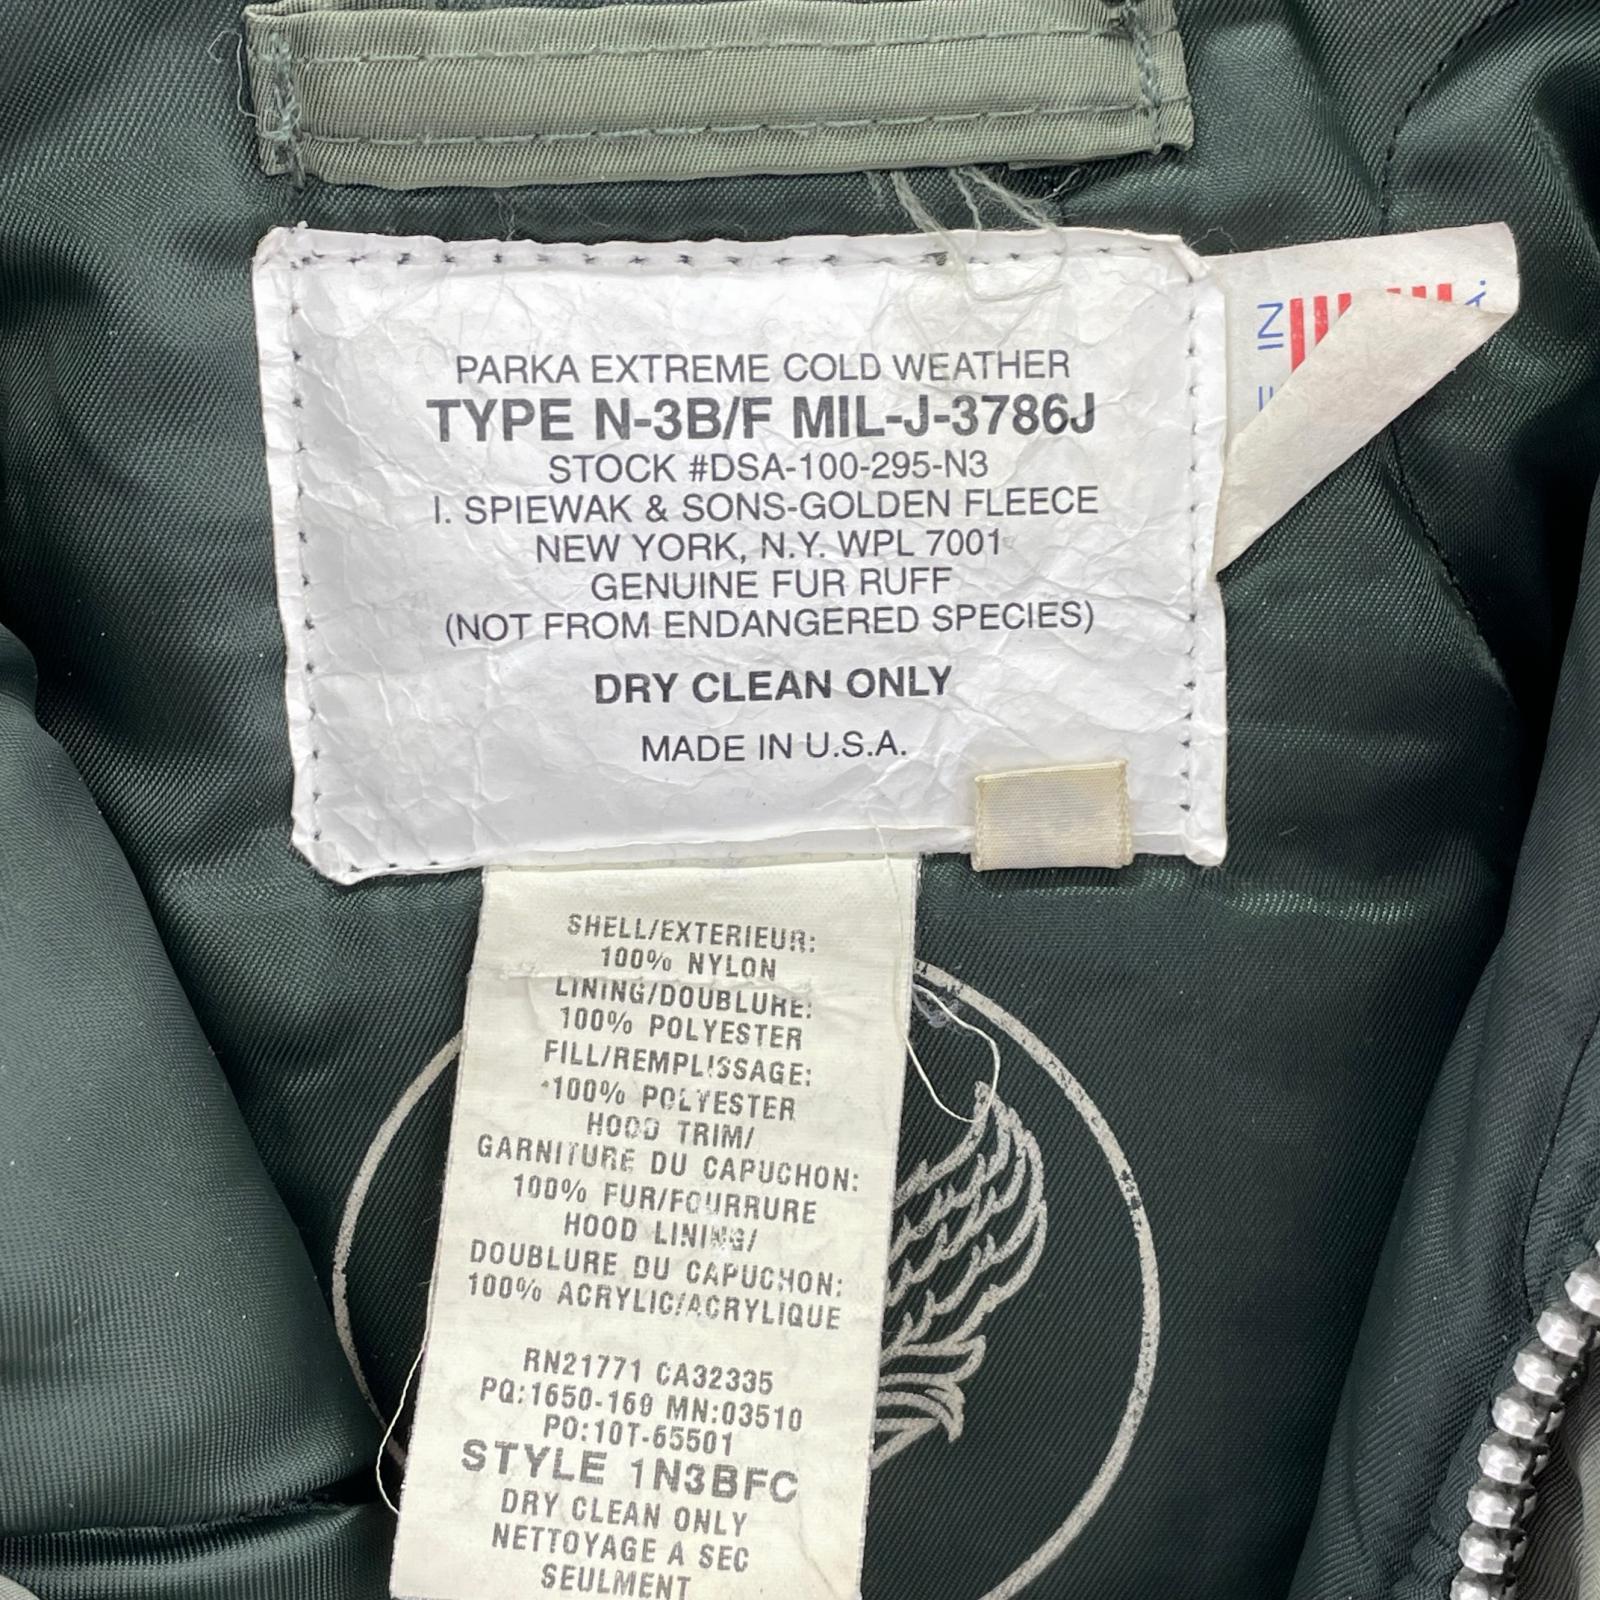 PARKA EXTREME COLD WEATHER
TYPE N-3B/F MIL-J-3786J
STOCK #DSA-100-295-N3
I. SPIEWAK & SONS-GOLDEN FLEECE
NEW YORK, N.Y. WPL 7001
GENUINE FUR RUFF
(NOT FROM ENDANGERED SPECIES)
DRY CLEAN ONLY
MADE IN U.S.A.
IN
SHELL/EXTERIEUR:
100% NYLON
LINING/DOUBLURE:
100% POLYESTER
FILL/REMPLISSAGE:
100% POLYESTER
HOOD TRIM/
GARNITURE DU CAPUCHON:
100% FUR/FOURRURE
HOOD LINING/
DOUBLURE DU CAPUCHON:
100% ACRYLIC/ACRYLIQUE
RN21771 CA32335
PQ:1650-169 MN:03510
PO:10T-65501
STYLE 1N3BFC
DRY CLEAN ONLY
NETTOYAGE A SEC
SEULMENT